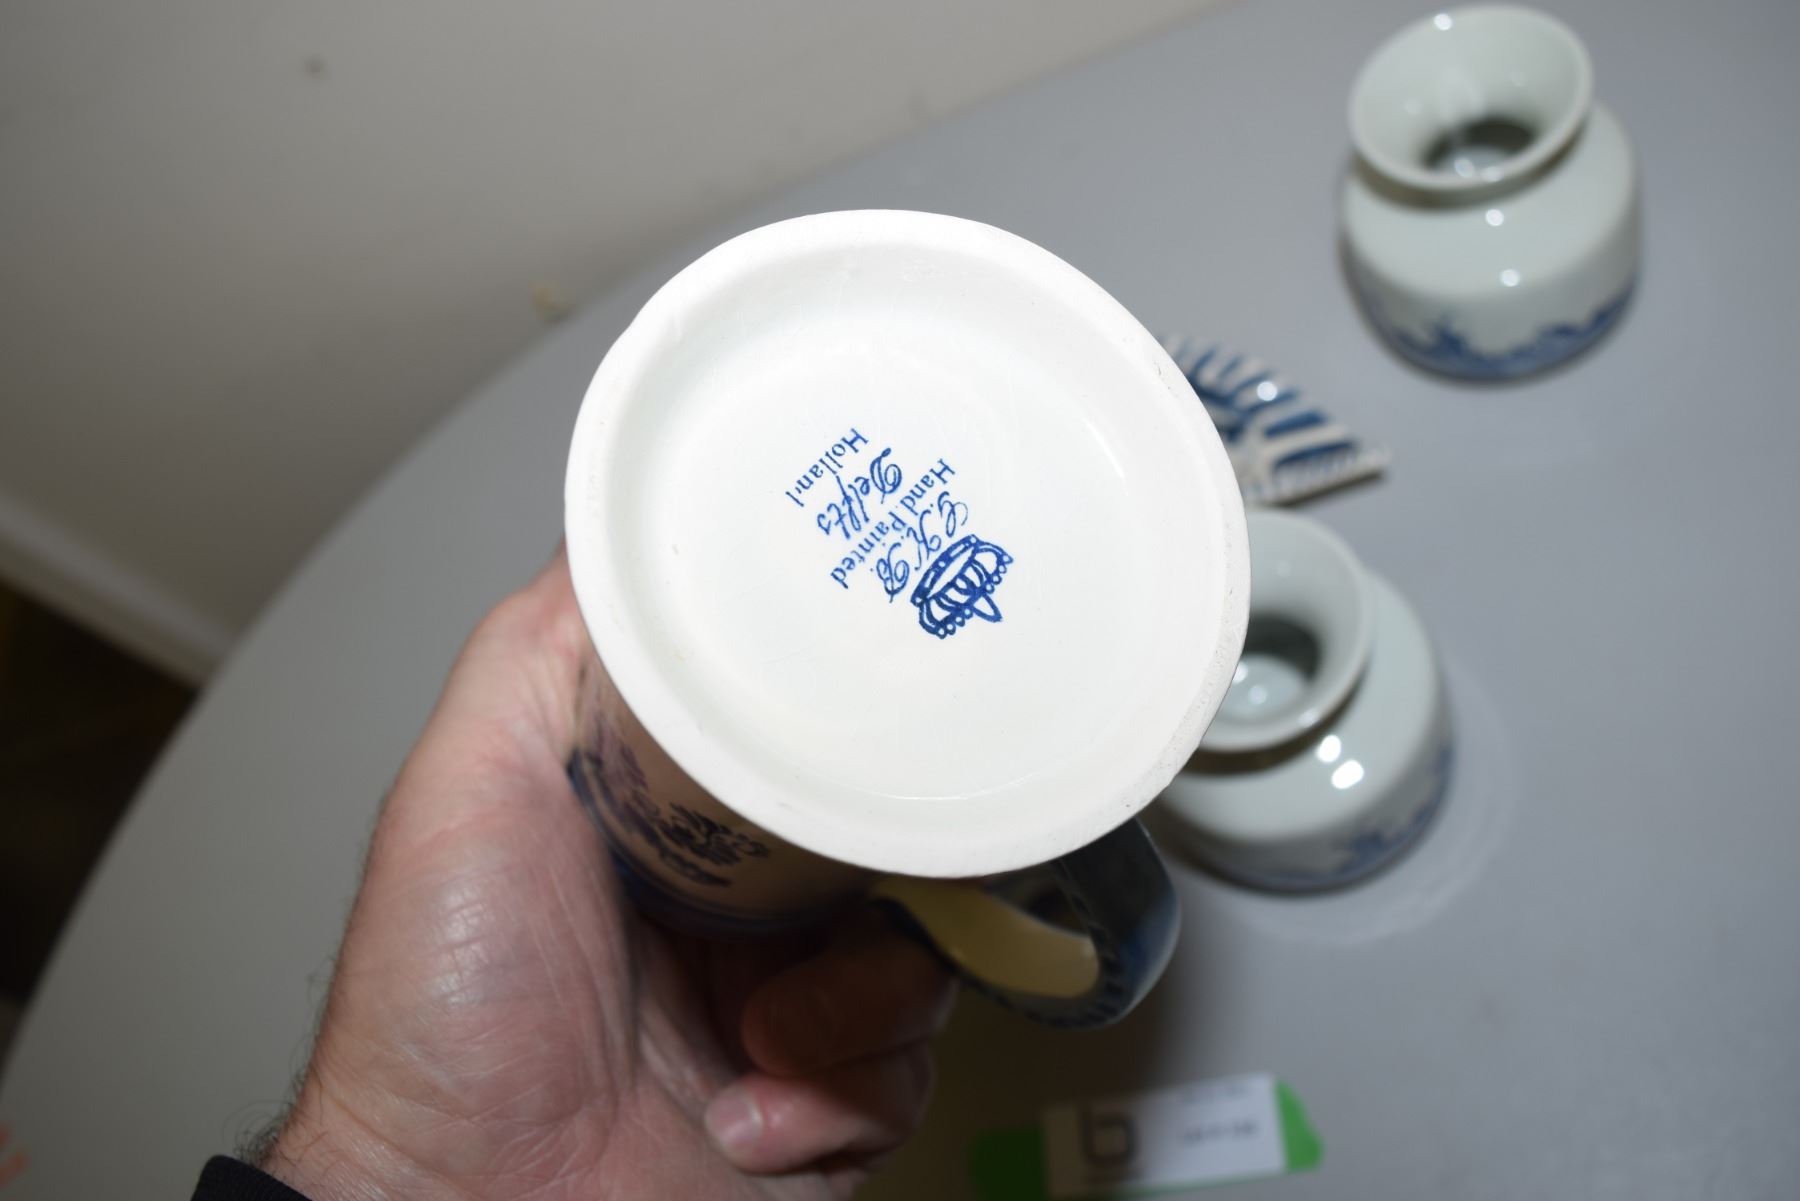 G.K.B.
Hand Painted
Delfts
Holland
b